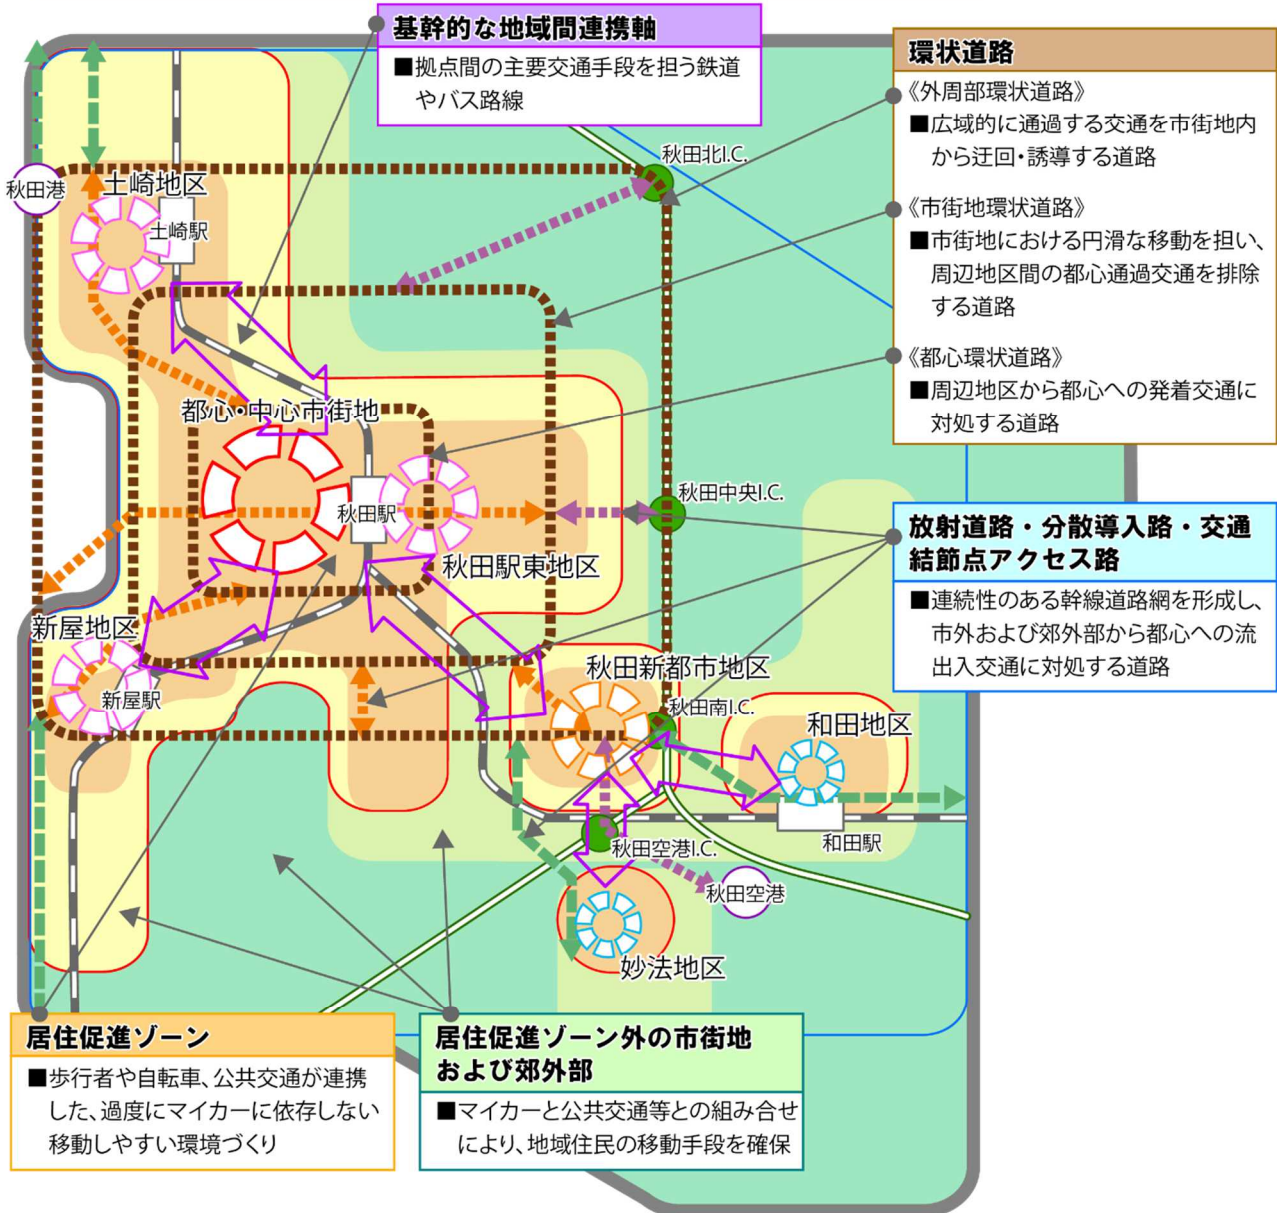 基幹的な地域間連携軸
■拠点間の主要交通手段を担う鉄道
やバス路線
環状道路
《外周部環状道路》
■広域的に通過する交通を市街地内
から迂回・誘導する道路
《市街地環状道路》
■市街地における円滑な移動を担い、
周辺地区間の都心通過交通を排除
する道路
《都心環状道路》
■周辺地区から都心への発着交通に
対処する道路
秋田北I.C.
秋田港
土崎地区
土崎駅
都心・中心市街地
秋田駅
秋田中央I.C.
秋田駅東地区
放射道路・分散導入路・交通
結節点アクセス路
■連続性のある幹線道路網を形成し、
市外および郊外部から都心への流
出入交通に対処する道路
新屋地区
新屋駅
秋田新都市地区
秋田南I.C.
和田地区
和田駅
秋田空港I.C.
秋田空港
妙法地区
居住促進ゾーン
■歩行者や自転車、公共交通が連携
した、過度にマイカーに依存しない
移動しやすい環境づくり
居住促進ゾーン外の市街地
および郊外部
■マイカーと公共交通等との組み合せ
により、地域住民の移動手段を確保